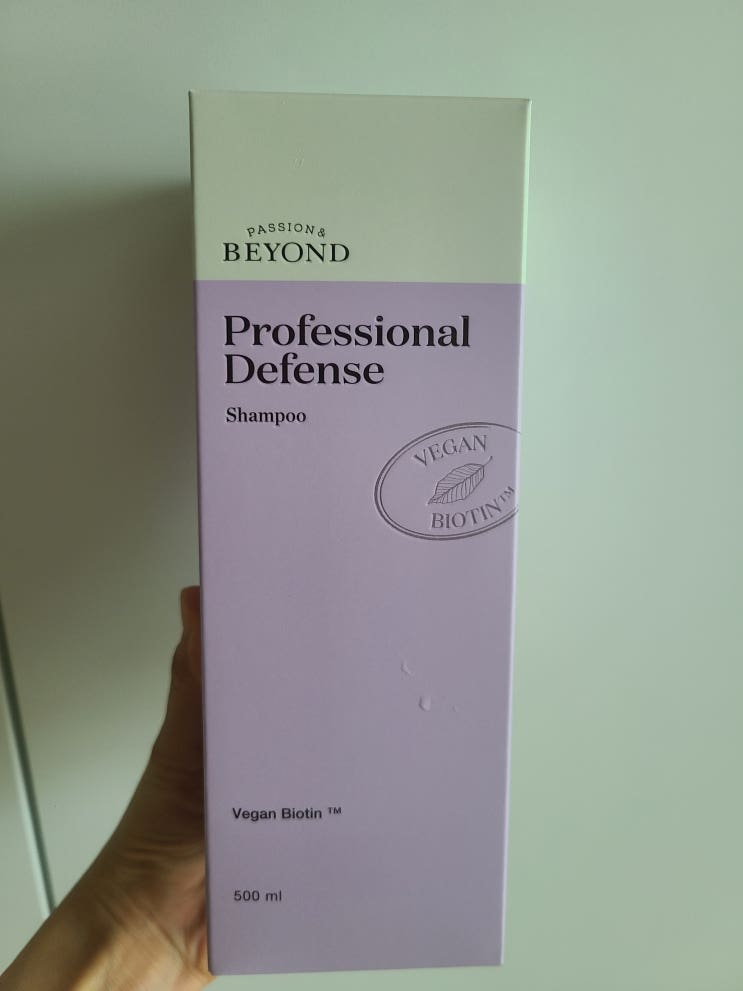 PASSION&
BEYOND
Professional
Defense
Shampoo
VEGAN
BIOTIN™
Vegan Biotin ™
500 ml